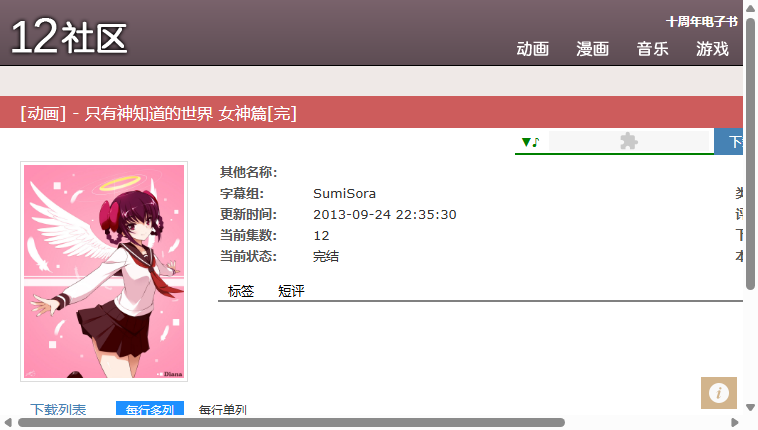 12社区
十周年电子书
动画 漫画 音乐 游戏
[动画] - 只有神知道的世界 女神篇[完]
▼♪
其他名称:
字幕组: SumiSora
更新时间: 2013-09-24 22:35:30
当前集数: 12
当前状态: 完结
标签 短评
Diana
下载列表 每行多列 每行单列